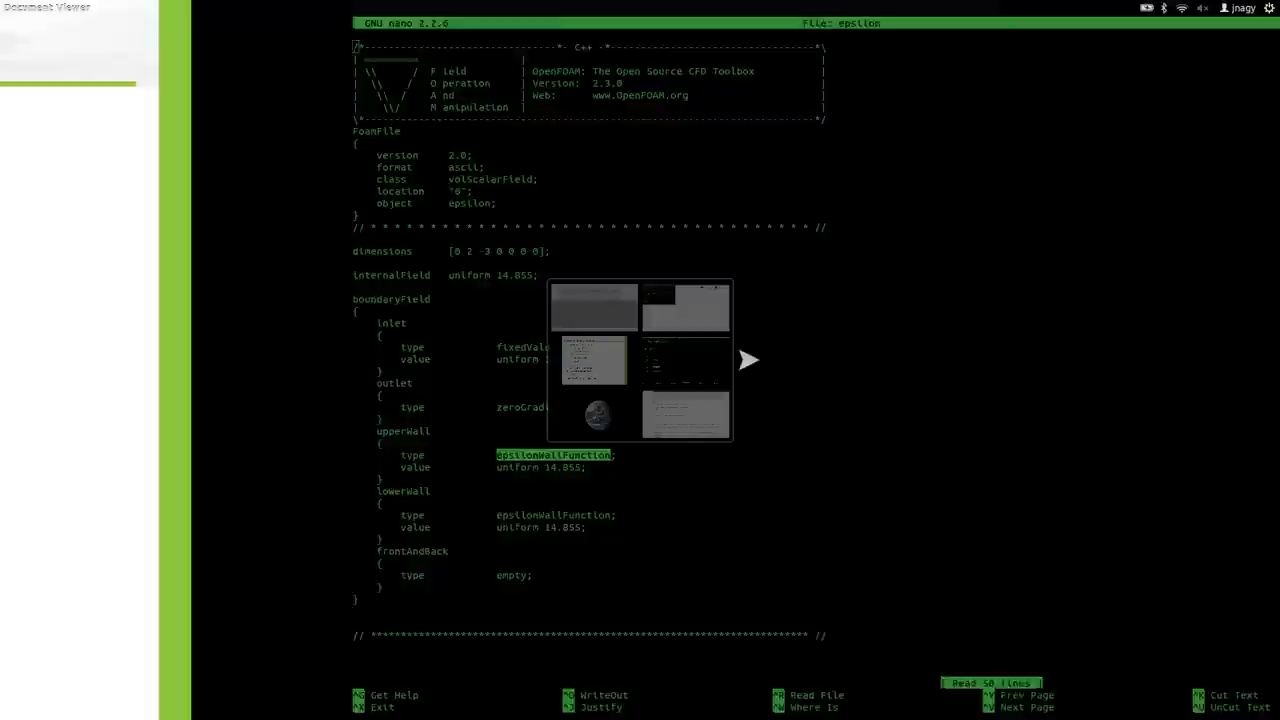 Document Viewer
jnagy
GNU nano 2.2.6 File: epsilon
/*--------------------------------*- C++ -*----------------------------------*\
| ========= | |
| \\ / F ield | OpenFOAM: The Open Source CFD Toolbox |
| \\ / O peration | Version: 2.3.0 |
| \\ / A nd | Web: www.OpenFOAM.org |
| \\/ M anipulation | |
\*---------------------------------------------------------------------------*/
FoamFile
{
version 2.0;
format ascii;
class volScalarField;
location "0";
object epsilon;
}
// * * * * * * * * * * * * * * * * * * * * * * * * * * * * * * * * * * * * * //
dimensions [0 2 -3 0 0 0 0];
internalField uniform 14.855;
boundaryField
{
inlet
{
type fixedValu
value uniform
}
outlet
{
type zeroGradi
}
upperWall
{
type epsilonWallFunction;
value uniform 14.855;
}
lowerWall
{
type epsilonWallFunction;
value uniform 14.855;
}
frontAndBack
{
type empty;
}
}
// ************************************************************************* //
[ Read 50 lines ]
^G Get Help ^O WriteOut ^R Read File ^Y Prev Page ^K Cut Text
^X Exit ^J Justify ^W Where Is ^V Next Page ^U UnCut Text